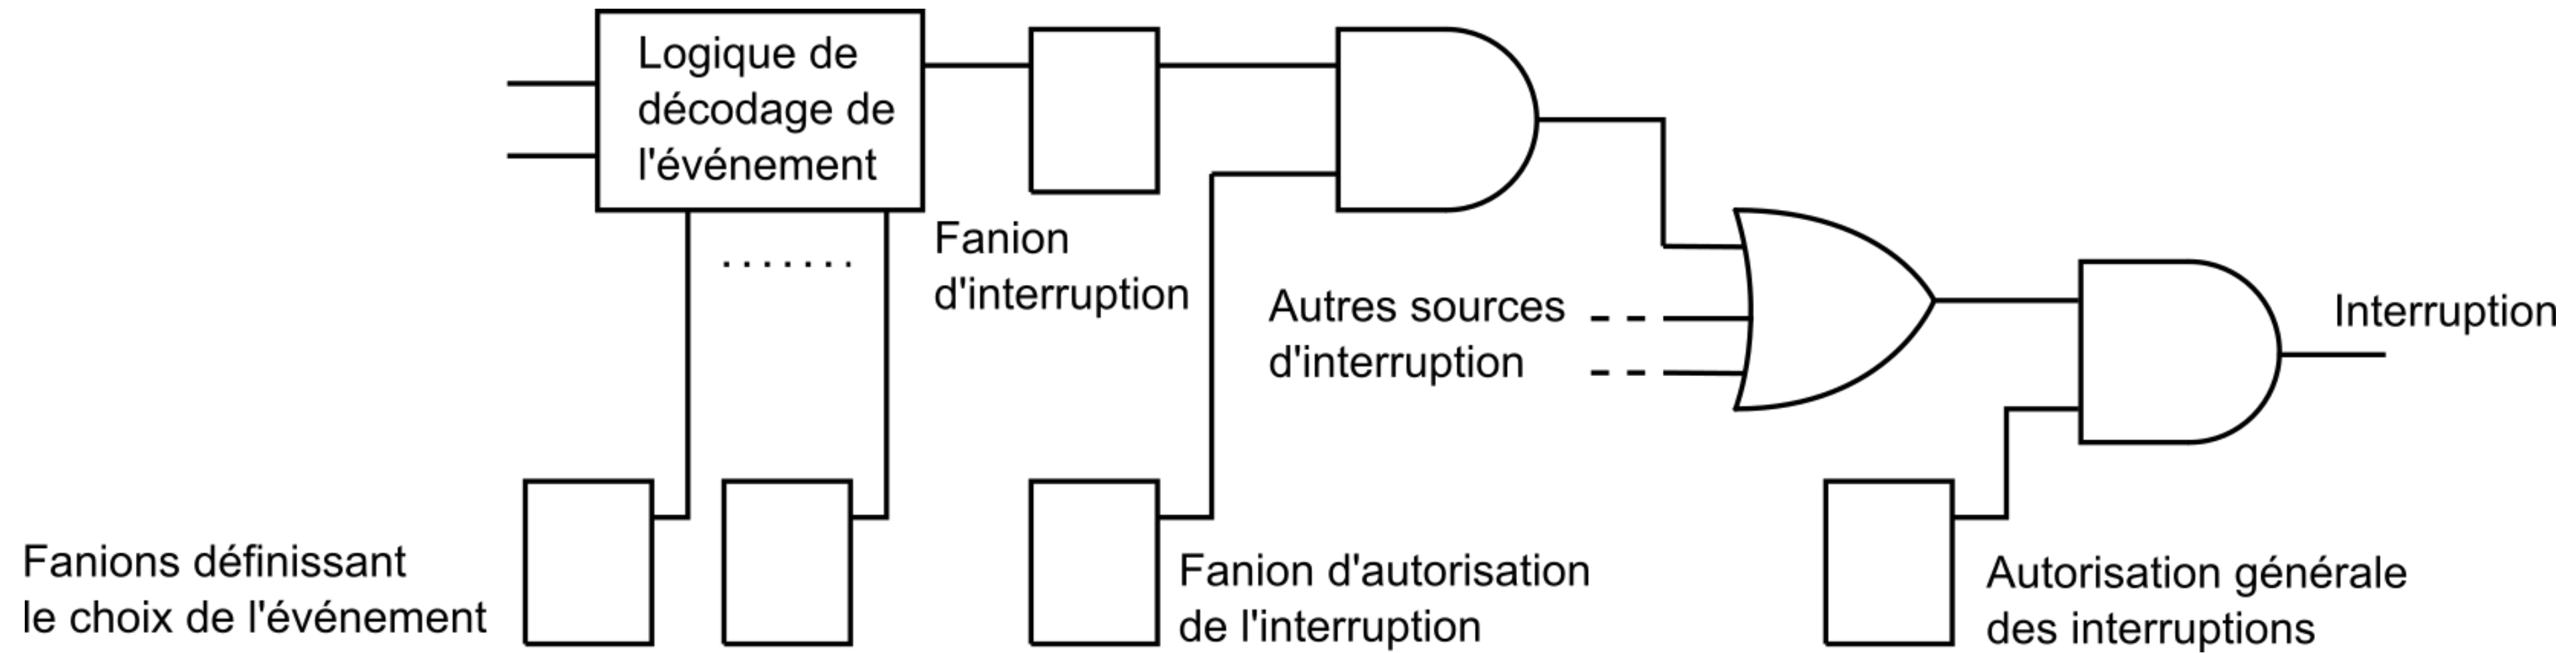 Logique de
décodage de
l'événement
Fanion
d'interruption
Autres sources
d'interruption
Interruption
Fanions définissant
le choix de l'événement
Fanion d'autorisation
de l'interruption
Autorisation générale
des interruptions